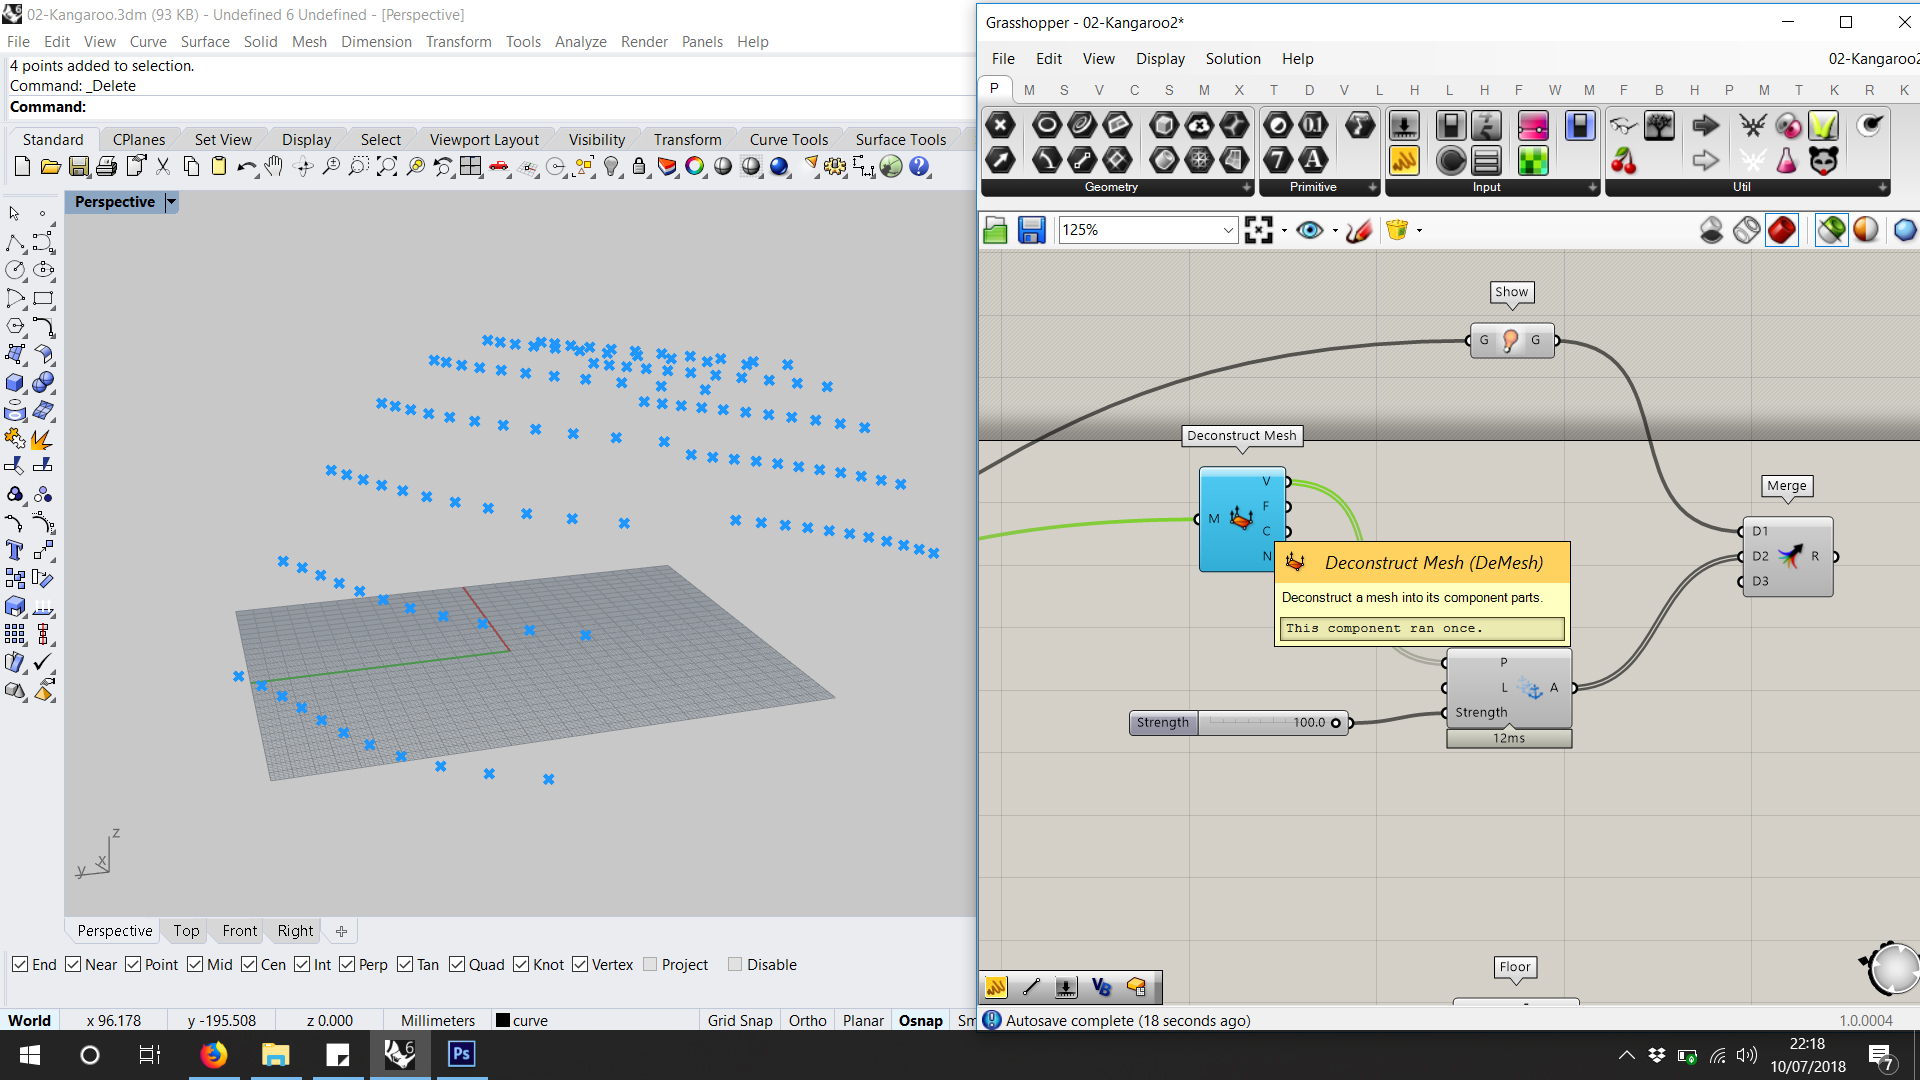 02-Kangaroo.3dm (93 KB) - Undefined 6 Undefined - [Perspective]
File Edit View Curve Surface Solid Mesh Dimension Transform Tools Analyze Render Panels Help
4 points added to selection.
Command: _Delete
Command:
Standard CPlanes Set View Display Select Viewport Layout Visibility Transform Curve Tools Surface Tools
Perspective
z
x
y
Perspective Top Front Right
End Near Point Mid Cen Int Perp Tan Quad Knot Vertex Project Disable
World x 96.178 y -195.508 z 0.000 Millimeters curve Grid Snap Ortho Planar Osnap Sm
Grasshopper - 02-Kangaroo2*
File Edit View Display Solution Help 02-Kangaroo2
P M S V C S M X T D V L H L H F W M F B H P M T K R K
Geometry Primitive Input Util
125%
Show
G G
Deconstruct Mesh
M V
F
C
N
Merge
D1
D2 R
D3
Deconstruct Mesh (DeMesh)
Deconstruct a mesh into its component parts.
This component ran once.
P
L A
Strength
12ms
Strength 100.0
Floor
Autosave complete (18 seconds ago) 1.0.0004
6
Ps
22:18
10/07/2018
7